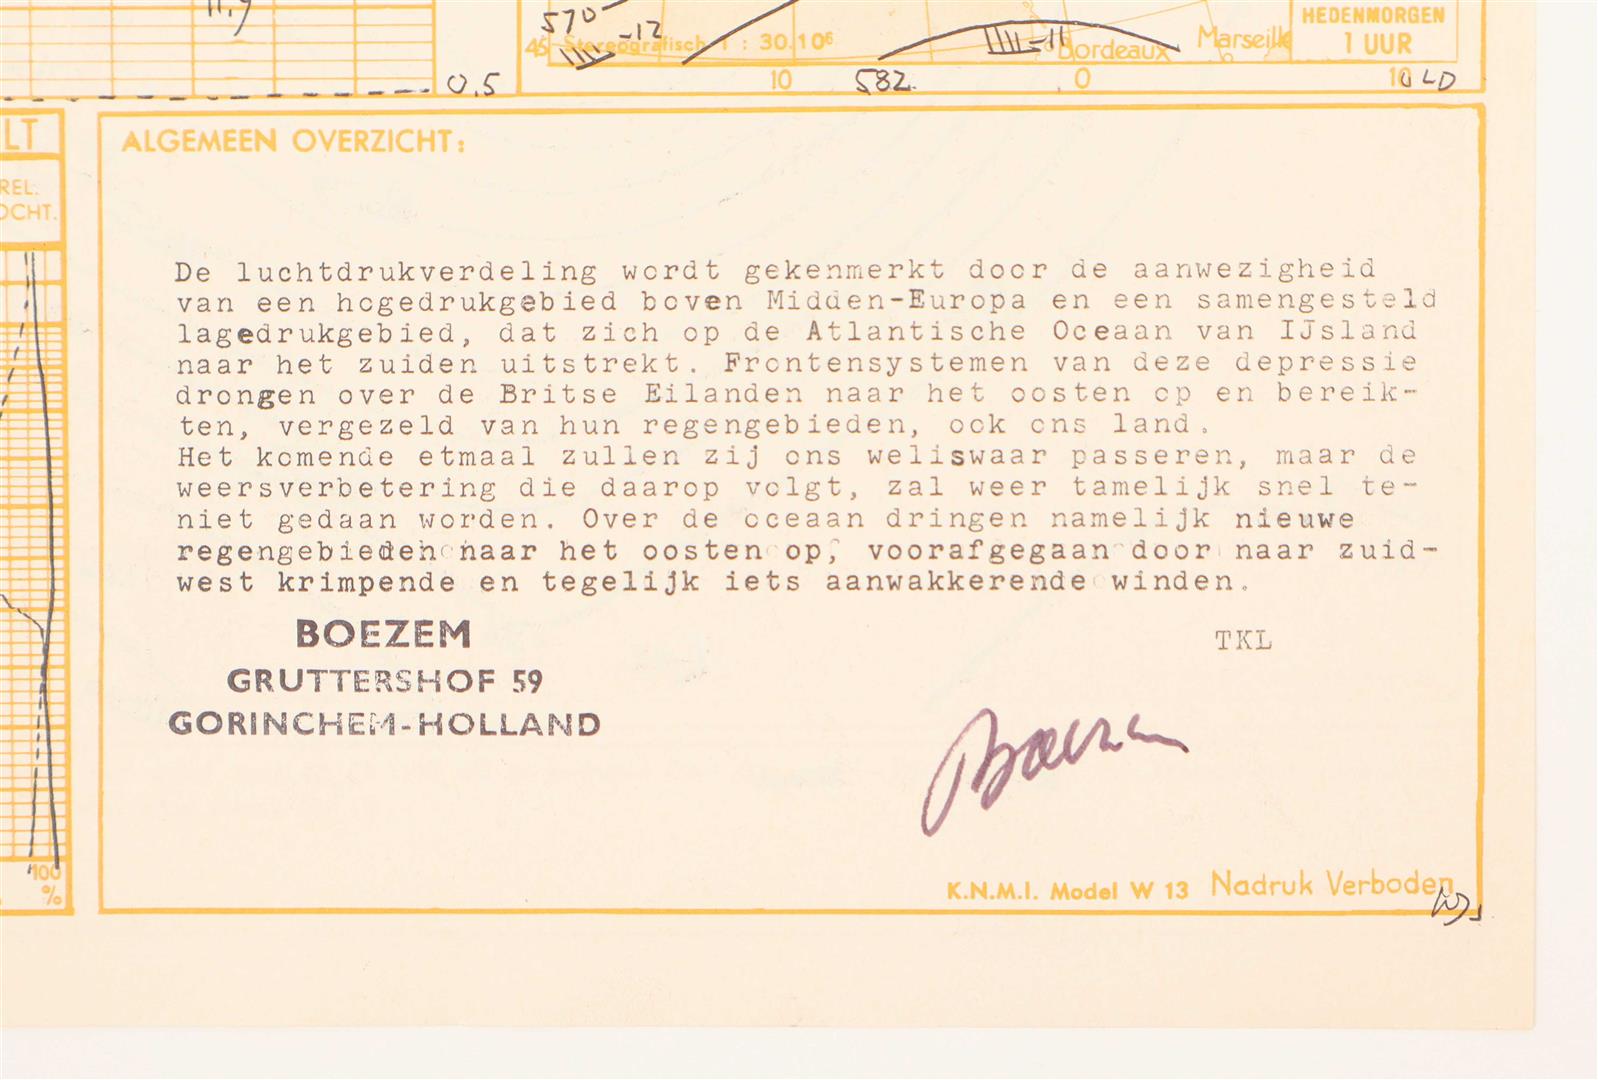 11,9
570
-12
-11
45 Stereografisch 1 : 30.10⁶
Bordeaux
Marseille
HEDENMORGEN
1 UUR
0,5
10
582.
0
10
LD
LT
REL.
OCHT.
ALGEMEEN OVERZICHT:
De luchtdrukverdeling wordt gekenmerkt door de aanwezigheid
van een hogedrukgebied boven Midden-Europa en een samengesteld
lagedrukgebied, dat zich op de Atlantische Oceaan van IJsland
naar het zuiden uitstrekt. Frontensystemen van deze depressie
drongen over de Britse Eilanden naar het oosten op en bereik-
ten, vergezeld van hun regengebieden, ook ons land.
Het komende etmaal zullen zij ons weliswaar passeren, maar de
weersverbetering die daarop volgt, zal weer tamelijk snel te-
niet gedaan worden. Over de oceaan dringen namelijk nieuwe
regengebieden naar het oosten op, voorafgegaan door naar zuid-
west krimpende en tegelijk iets aanwakkerende winden.
BOEZEM
GRUTTERSHOF 59
GORINCHEM-HOLLAND
TKL
Boezem
100
%
K.N.M.I. Model W 13 Nadruk Verboden